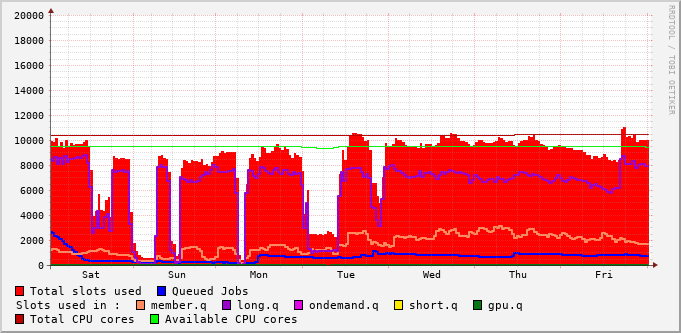 20000
18000
16000
14000
12000
10000
8000
6000
4000
2000
0
Sat Sun Mon Tue Wed Thu Fri
RRDTOOL / TOBI OETIKER
Total slots used Queued Jobs
Slots used in : member.q long.q ondemand.q short.q gpu.q
Total CPU cores Available CPU cores